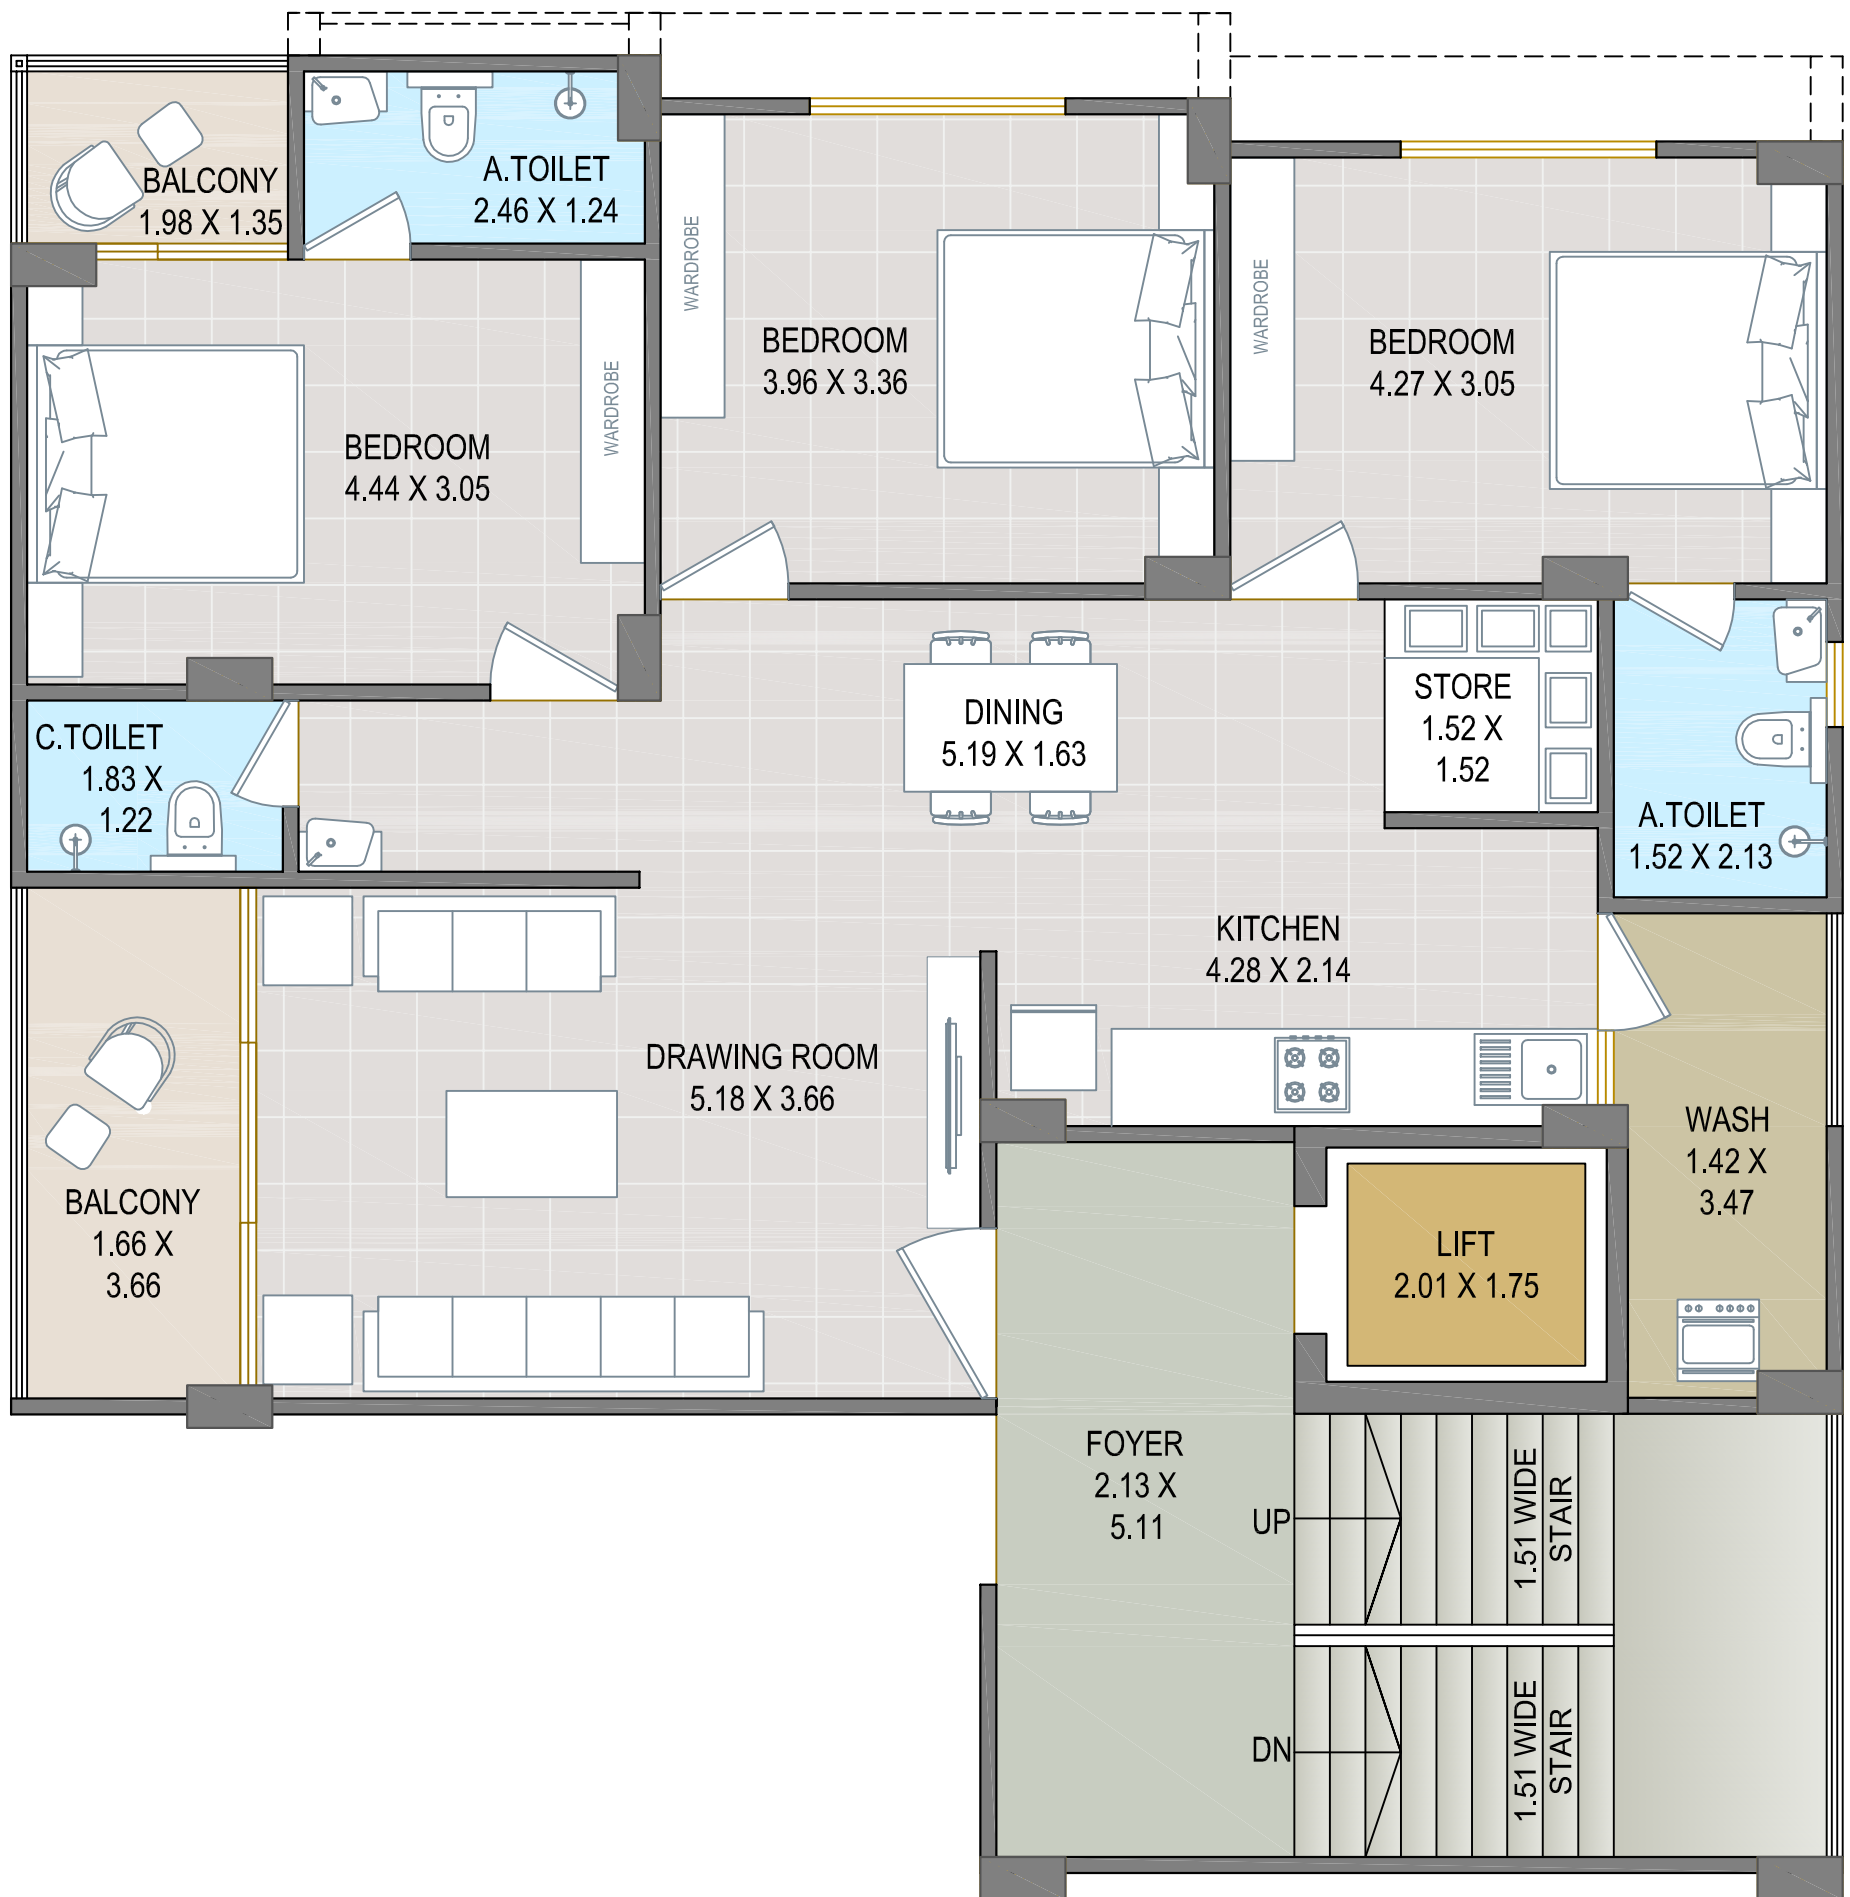 BALCONY
1.98 X 1.35
A.TOILET
2.46 X 1.24
WARDROBE
BEDROOM
3.96 X 3.36
WARDROBE
BEDROOM
4.27 X 3.05
BEDROOM
4.44 X 3.05
WARDROBE
C.TOILET
1.83 X
1.22
DINING
5.19 X 1.63
STORE
1.52 X
1.52
A.TOILET
1.52 X 2.13
KITCHEN
4.28 X 2.14
DRAWING ROOM
5.18 X 3.66
BALCONY
1.66 X
3.66
WASH
1.42 X
3.47
LIFT
2.01 X 1.75
FOYER
2.13 X
5.11
UP
1.51 WIDE
STAIR
DN
1.51 WIDE
STAIR